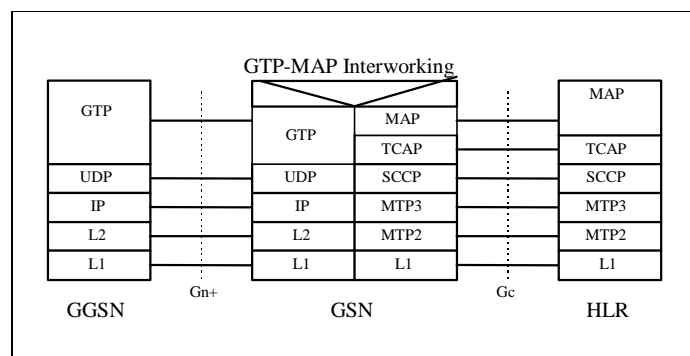 GTP-MAP Interworking
GTP
UDP
IP
L2
L1
GTP
UDP
IP
L2
L1
MAP
TCAP
SCCP
MTP3
MTP2
L1
MAP
TCAP
SCCP
MTP3
MTP2
L1
Gn+
Gc
GGSN
GSN
HLR